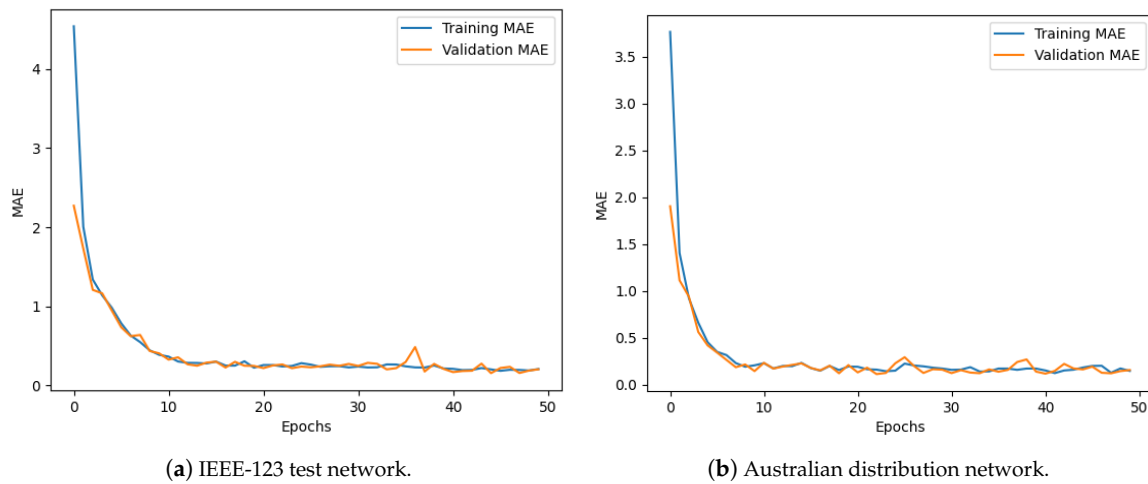 Training MAE
Validation MAE
4
3
2
1
0
MAE
0 10 20 30 40 50
Epochs
(a) IEEE-123 test network.
Training MAE
Validation MAE
3.5
3.0
2.5
2.0
1.5
1.0
0.5
0.0
MAE
0 10 20 30 40 50
Epochs
(b) Australian distribution network.